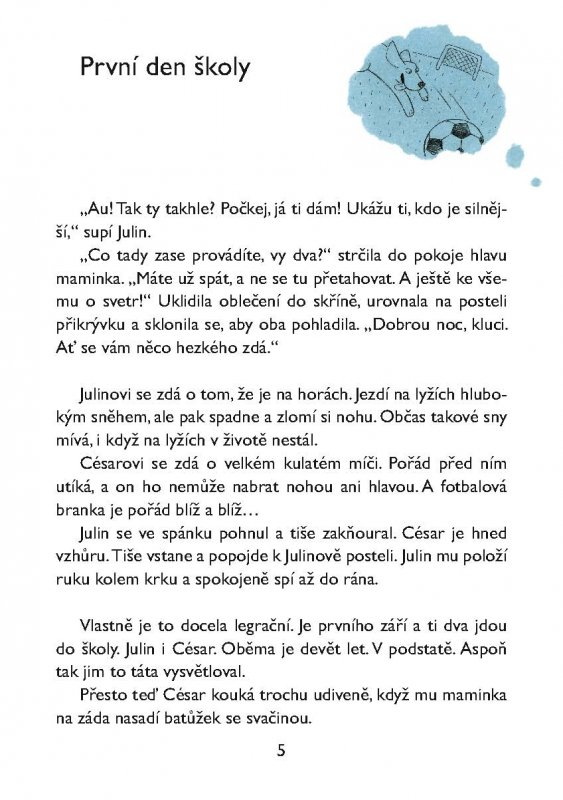 První den školy
„Au! Tak ty takhle? Počkej, já ti dám! Ukážu ti, kdo je silněj-
ší,“ supí Julin.
„Co tady zase provádíte, vy dva?“ strčila do pokoje hlavu
maminka. „Máte už spát, a ne se tu přetahovat. A ještě ke vše-
mu o svetr!“ Uklidila oblečení do skříně, urovnala na posteli
přikrývku a sklonila se, aby oba pohladila. „Dobrou noc, kluci.
Ať se vám něco hezkého zdá.“
Julinovi se zdá o tom, že je na horách. Jezdí na lyžích hlubo-
kým sněhem, ale pak spadne a zlomí si nohu. Občas takové sny
mívá, i když na lyžích v životě nestál.
Césarovi se zdá o velkém kulatém míči. Pořád před ním
utíká, a on ho nemůže nabrat nohou ani hlavou. A fotbalová
branka je pořád blíž a blíž…
Julin se ve spánku pohnul a tiše zakňoural. César je hned
vzhůru. Tiše vstane a popojde k Julinově posteli. Julin mu položí
ruku kolem krku a spokojeně spí až do rána.
Vlastně je to docela legrační. Je prvního září a ti dva jdou
do školy. Julin i César. Oběma je devět let. V podstatě. Aspoň
tak jim to táta vysvětloval.
Přesto teď César kouká trochu udiveně, když mu maminka
na záda nasadí batůžek se svačinou.
5